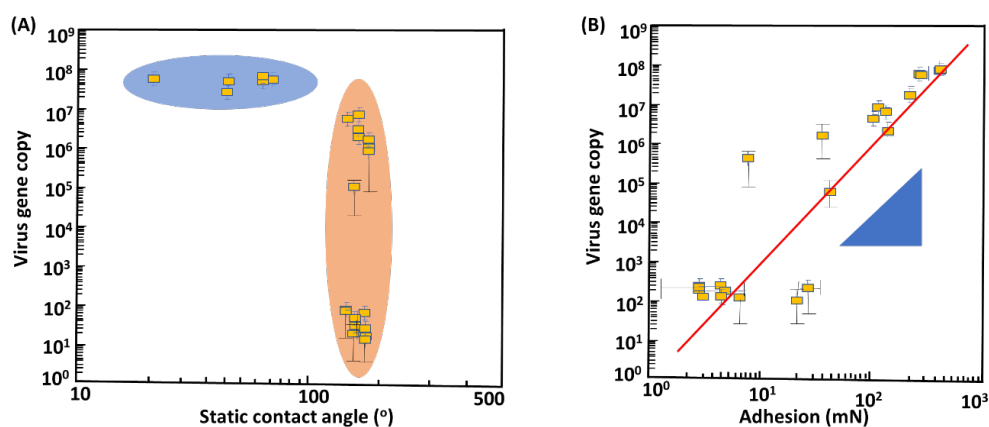 (A)
Virus gene copy
10⁹
10⁸
10⁷
10⁶
10⁵
10⁴
10³
10²
10¹
10⁰
10 100 500
Static contact angle (º)
(B)
Virus gene copy
10⁹
10⁸
10⁷
10⁶
10⁵
10⁴
10³
10²
10¹
10⁰
10⁰ 10¹ 10² 10³
Adhesion (mN)